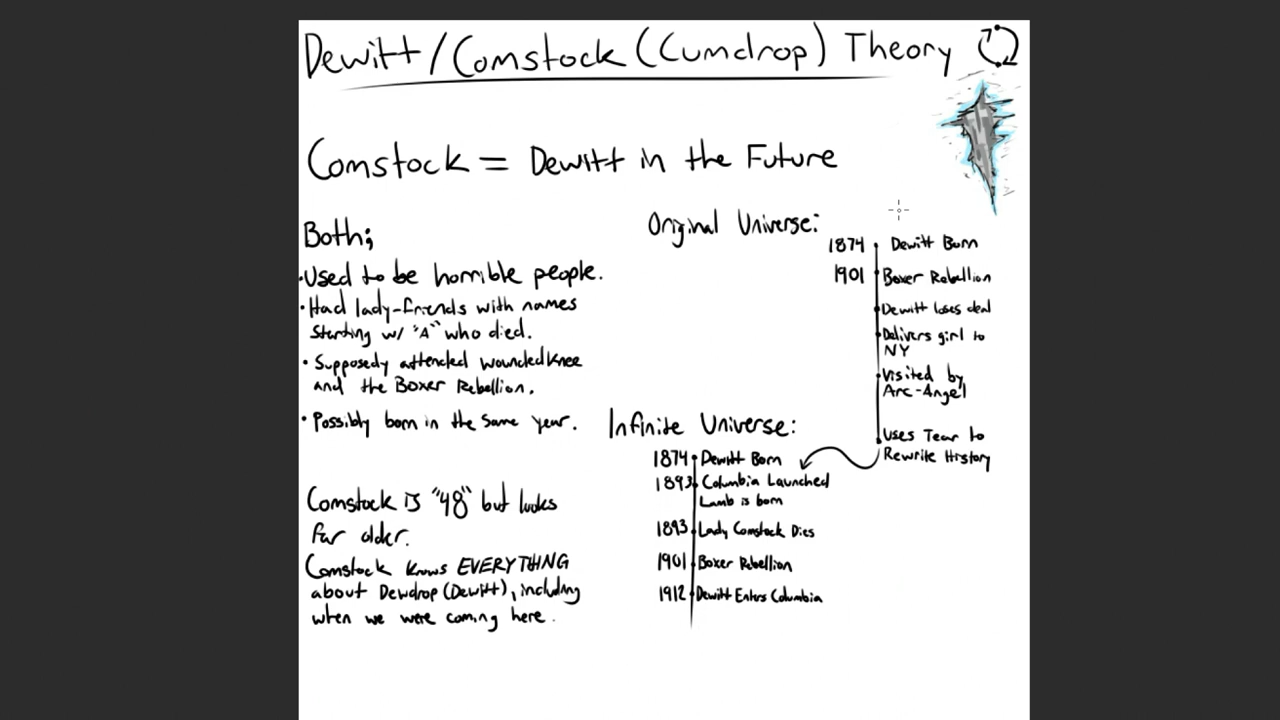 Dewitt/Comstock (Cumdrop) Theory
Comstock = Dewitt in the Future
Both;
• Used to be horrible people.
• Had lady-friends with names
starting w/ "A" who died.
• Supposedy attended wounded Knee
and the Boxer Rebellion.
• Possibly born in the same year.
Comstock is "48" but looks
far older.
Comstock knows EVERYTHING
about Dewdrop (Dewitt), including
when we were coming here.
Original Universe:
1874 Dewitt Born
1901 Boxer Rebellion
Dewitt loses deal
Delivers girl to
NY
Visited by
Arc-Angel
Uses Tear to
Rewrite History
Infinite Universe:
1874 Dewitt Born
1893 Columbia Launched
Lamb is born
1893 Lady Comstock Dies
1901 Boxer Rebellion
1912 Dewitt Enters Columbia